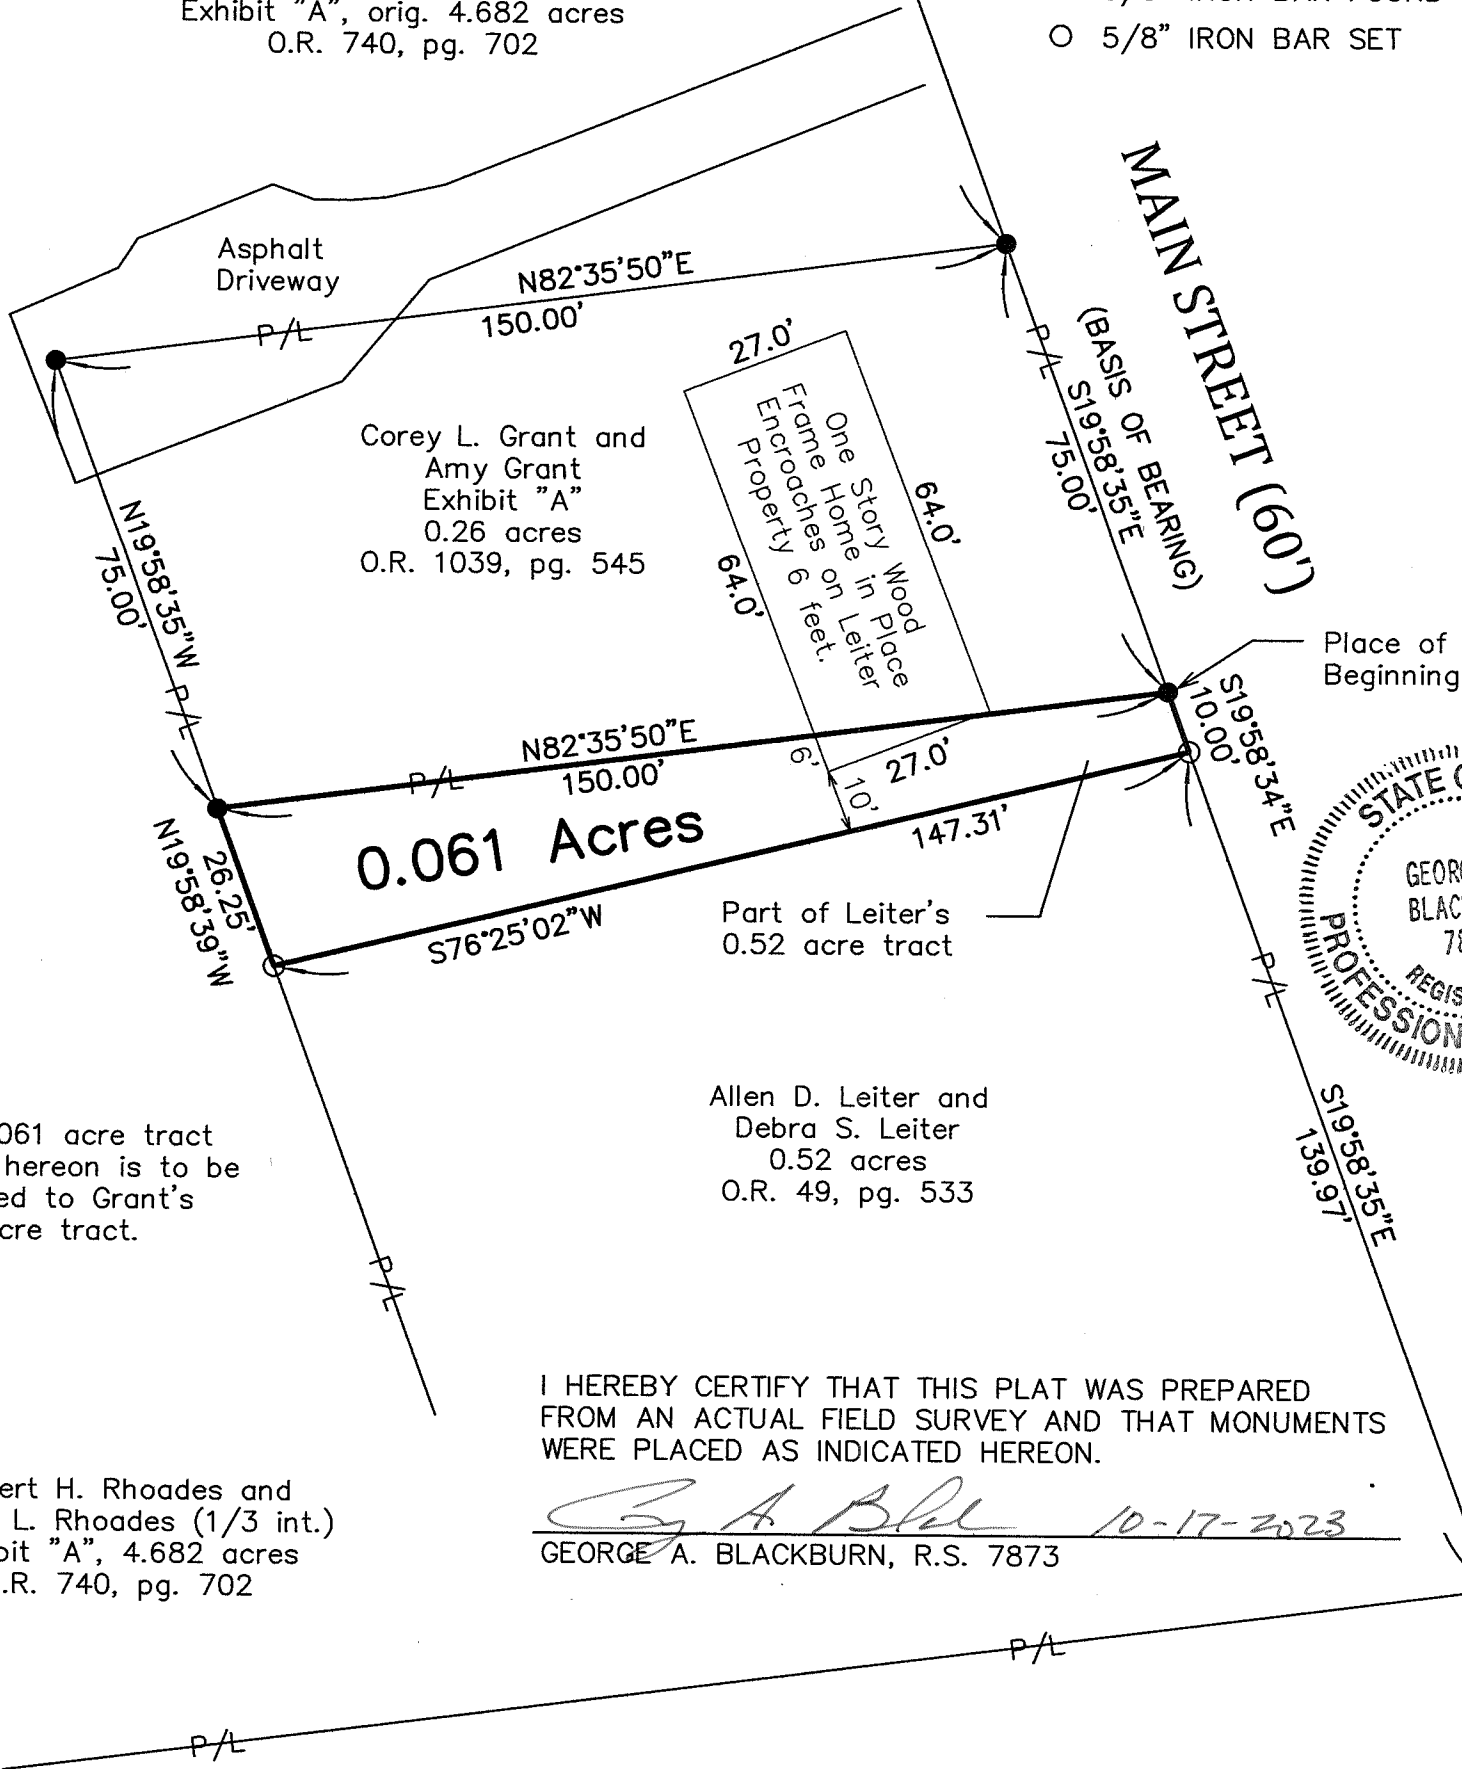 Exhibit "A", orig. 4.682 acres
O.R. 740, pg. 702
5/8" IRON BAR SET
MAIN STREET (60')
Asphalt
Driveway
N82°35'50"E
150.00'
P/L
P/L
(BASIS OF BEARING)
S19°58'35"E
75.00'
27.0'
64.0'
64.0'
One Story Wood
Frame Home in Place
Encroaches on Leiter
Property 6 feet.
Corey L. Grant and
Amy Grant
Exhibit "A"
0.26 acres
O.R. 1039, pg. 545
N19°58'35"W
75.00'
P/L
Place of
Beginning
S19°58'34"E
10.00'
N82°35'50"E
150.00'
P/L
6'
27.0'
10'
147.31'
0.061 Acres
26.25'
N19°58'39"W
S76°25'02"W
Part of Leiter's
0.52 acre tract
STATE
GEOR
BLAC
78
REGIS
PROFESSION
P/L
Allen D. Leiter and
Debra S. Leiter
0.52 acres
O.R. 49, pg. 533
S19°58'35"E
139.97'
061 acre tract
hereon is to be
ed to Grant's
cre tract.
P/L
I HEREBY CERTIFY THAT THIS PLAT WAS PREPARED
FROM AN ACTUAL FIELD SURVEY AND THAT MONUMENTS
WERE PLACED AS INDICATED HEREON.
10-17-2023
GEORGE A. BLACKBURN, R.S. 7873
ert H. Rhoades and
L. Rhoades (1/3 int.)
bit "A", 4.682 acres
.R. 740, pg. 702
P/L
P/L